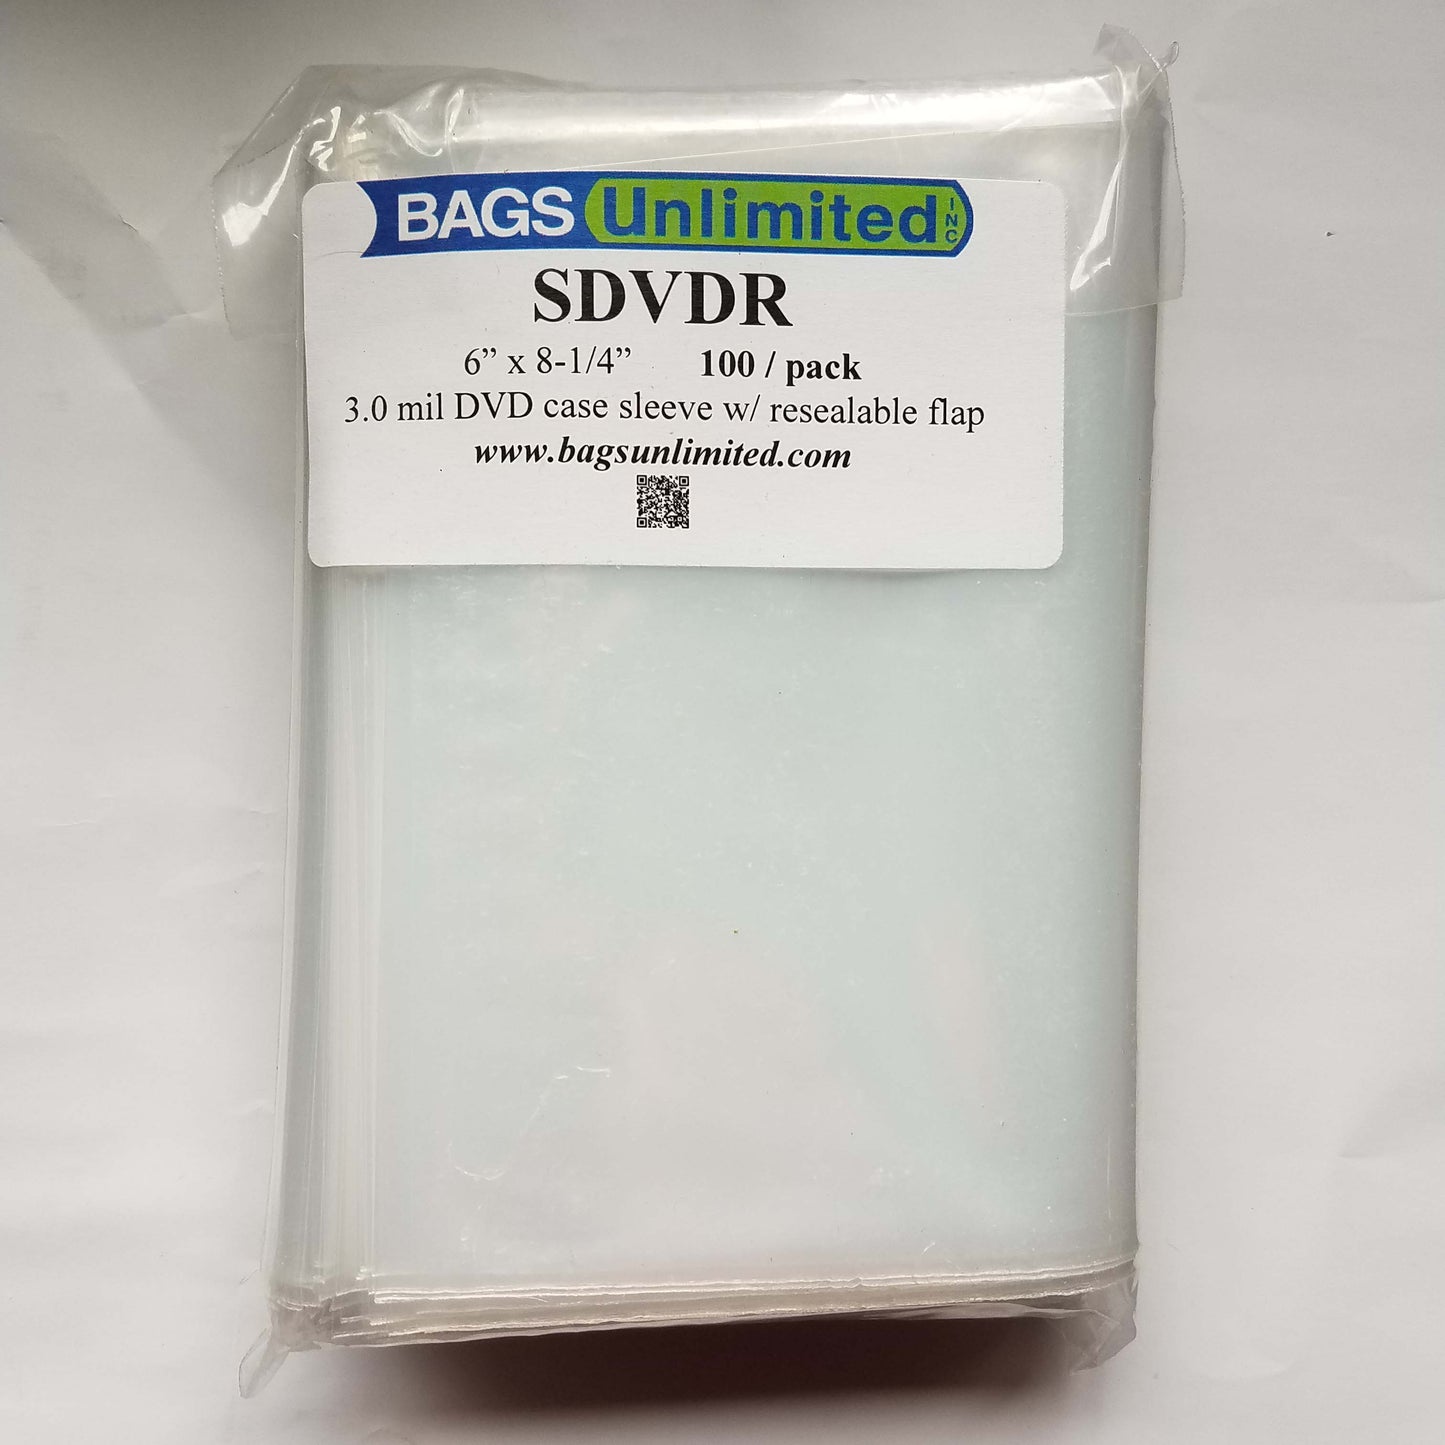 BAGS Unlimited INC
SDVDR
6” x 8-1/4” 100 / pack
3.0 mil DVD case sleeve w/ resealable flap
www.bagsunlimited.com